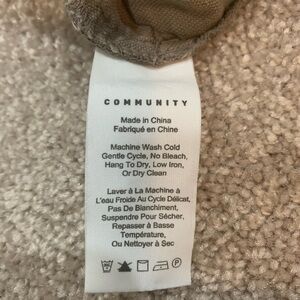 COMMUNITY
Made in China
Fabriqué en Chine
Machine Wash Cold
Gentle Cycle, No Bleach,
Hang To Dry, Low Iron,
Or Dry Clean
Laver à La Machine à
L'eau Froide Au Cycle Délicat,
Pas De Blanchiment,
Suspendre Pour Sécher,
Repasser à Basse
Température,
Ou Nettoyer à Sec
P